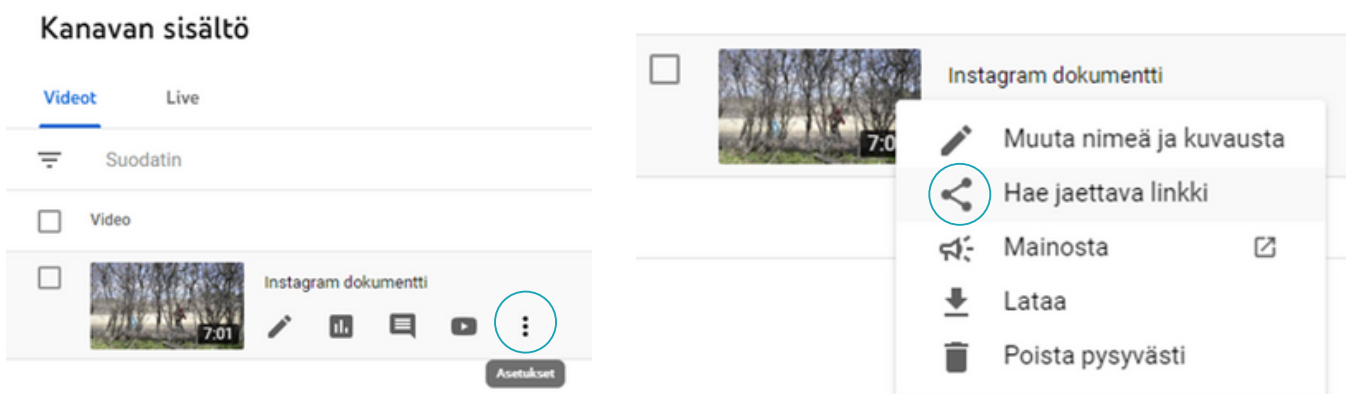 Kanavan sisältö
Videot Live
Suodatin
Video
Instagram dokumentti
7:01
Asetukset
Instagram dokumentti
7:0
Muuta nimeä ja kuvausta
Hae jaettava linkki
Mainosta
Lataa
Poista pysyvästi